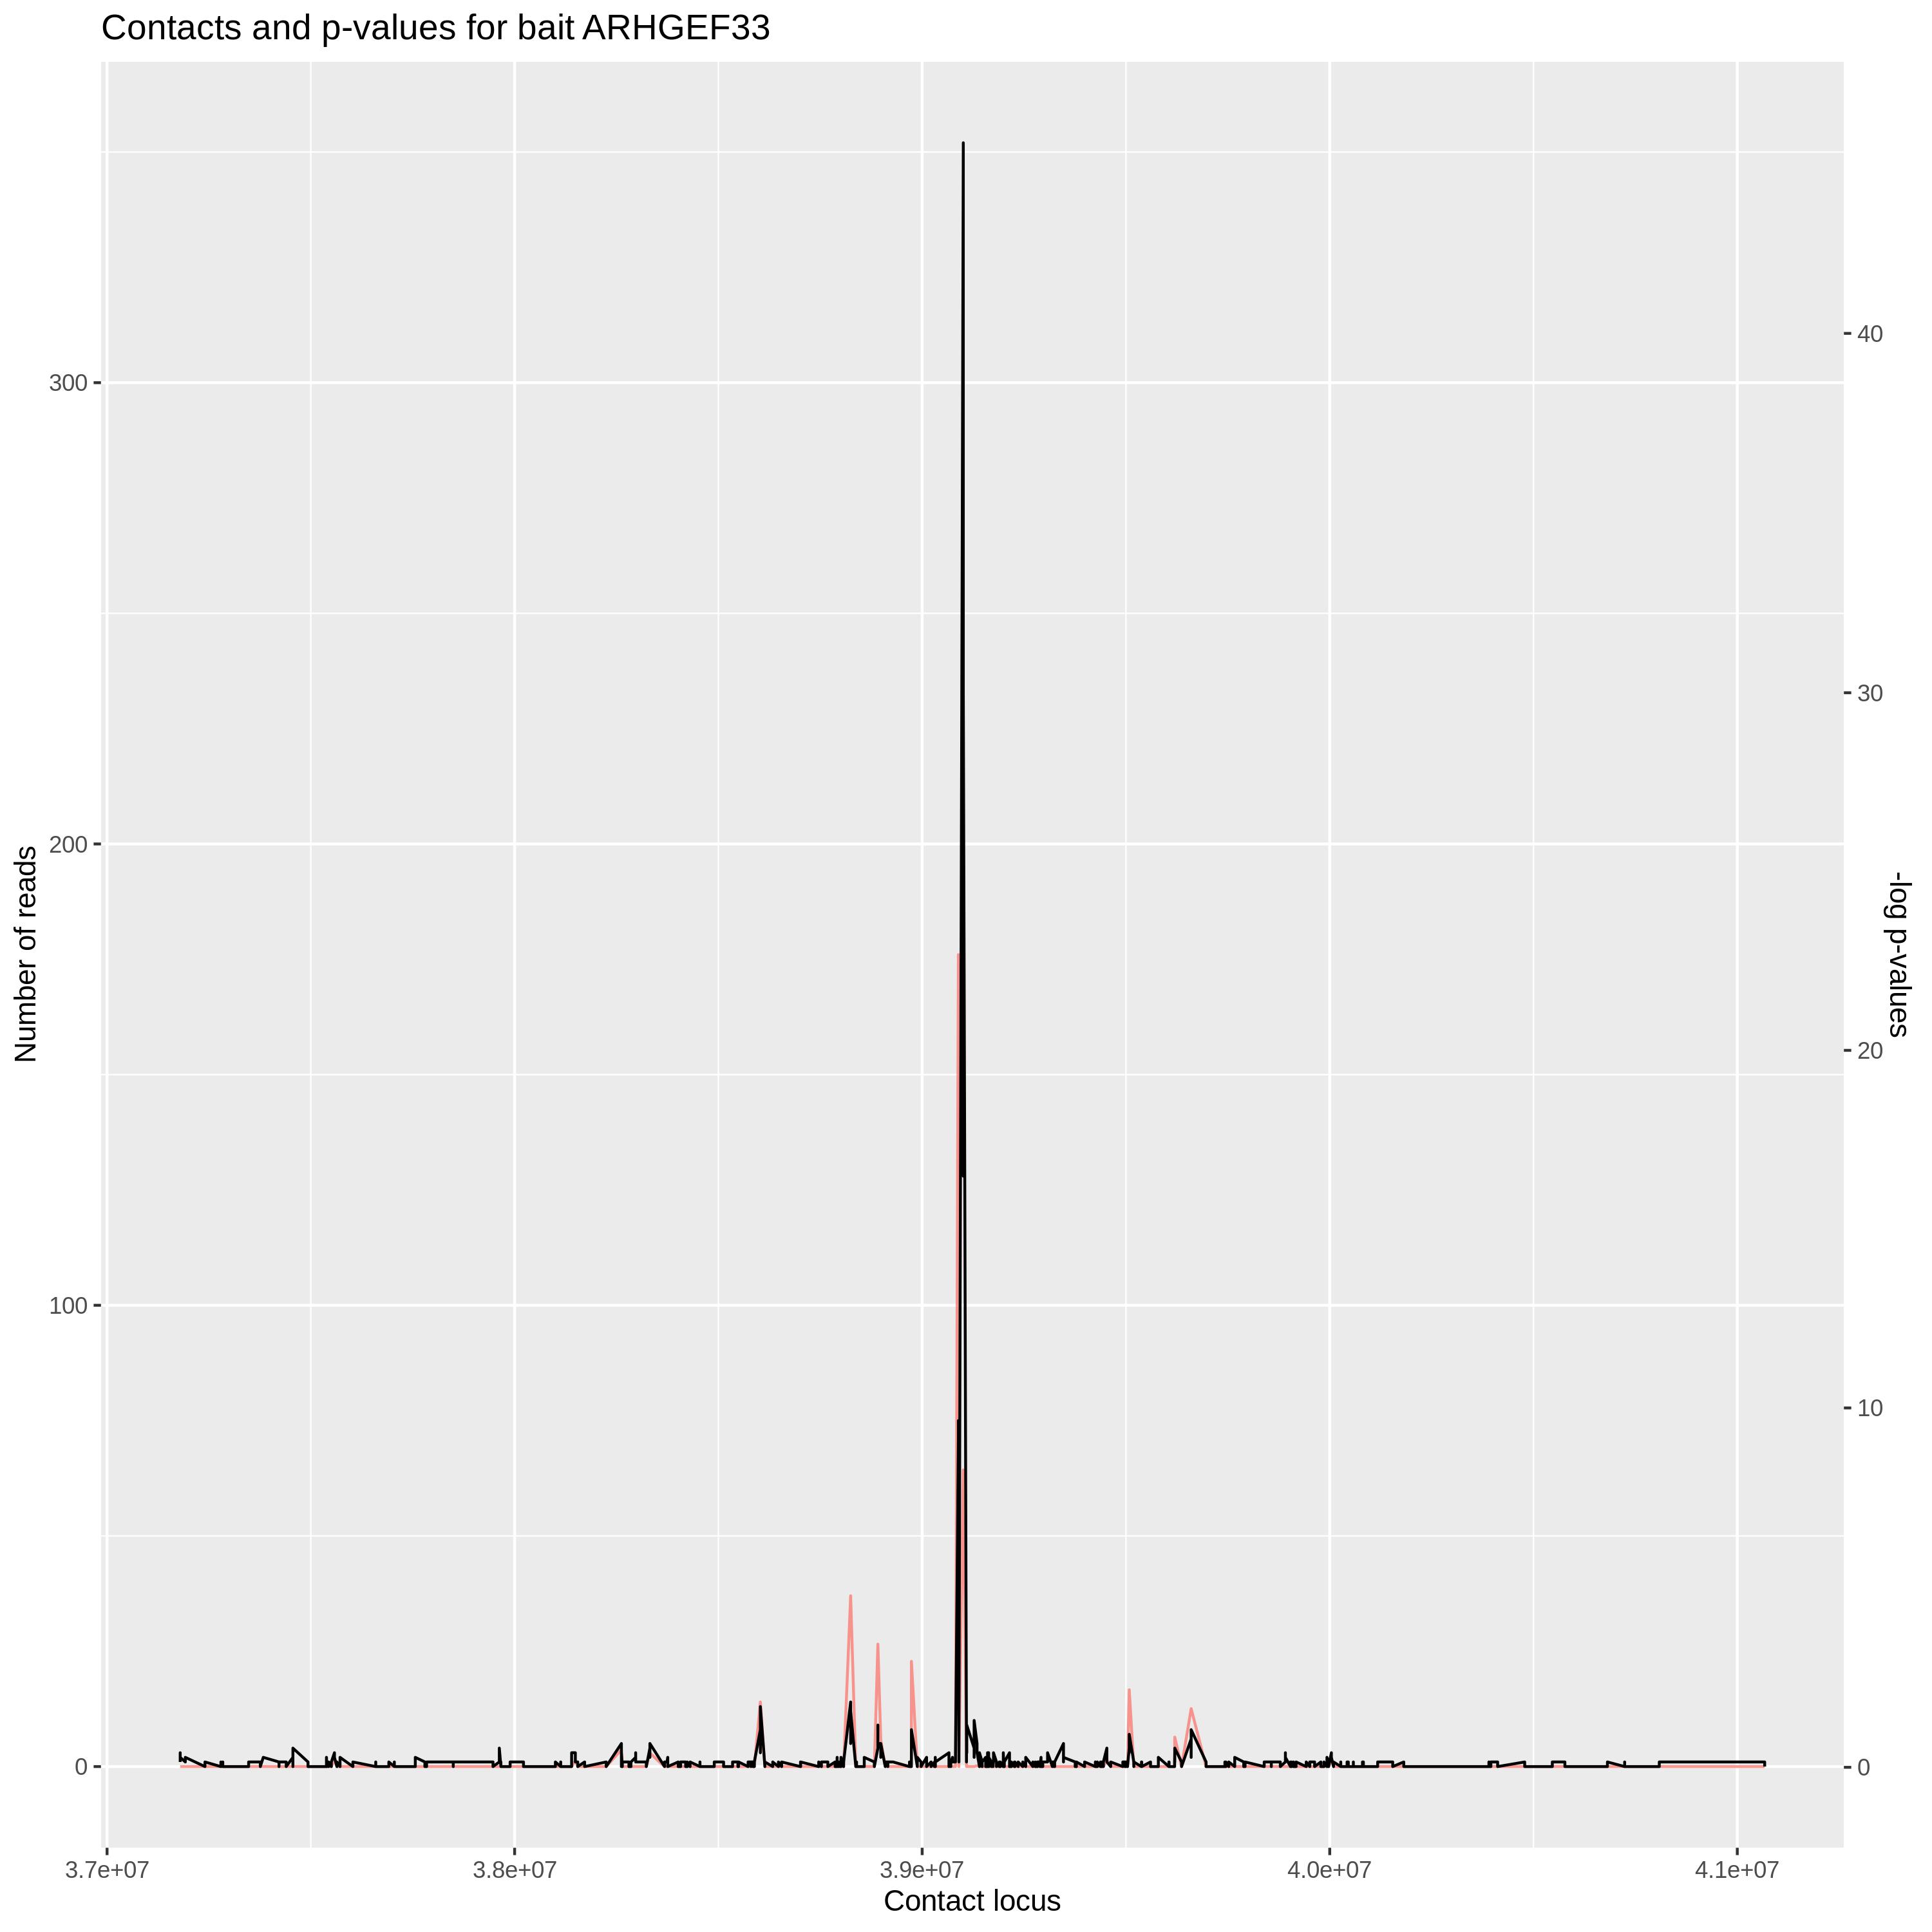 Contacts and p-values for bait ARHGEF33
Number of reads
300
200
100
0
40
30
20
10
0
-log p-values
3.7e+07 3.8e+07 3.9e+07 4.0e+07 4.1e+07
Contact locus